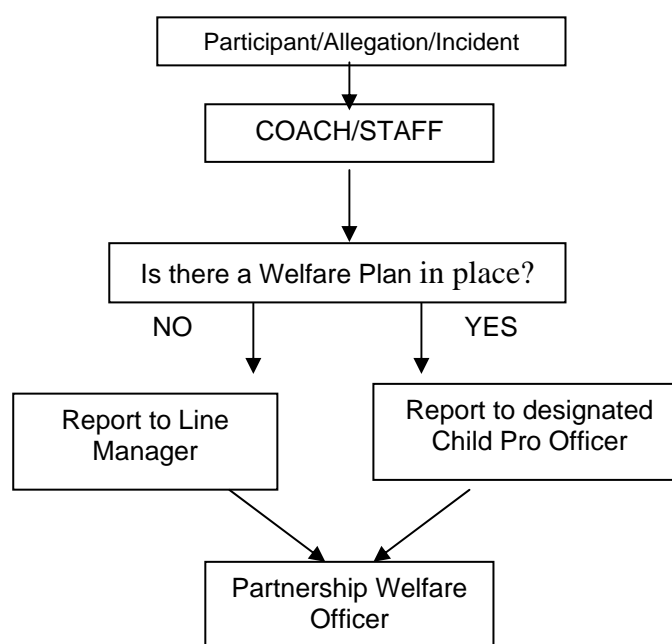 Participant/Allegation/Incident
COACH/STAFF
Is there a Welfare Plan in place?
NO
YES
Report to Line
Manager
Report to designated
Child Pro Officer
Partnership Welfare
Officer